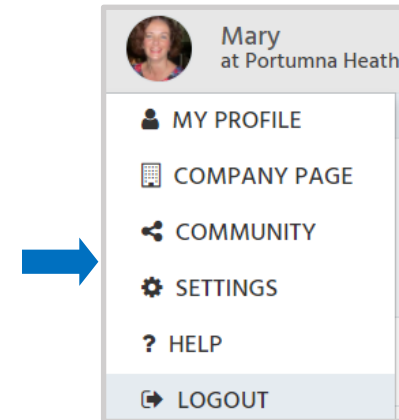 Mary
at Portumna Heath
MY PROFILE
COMPANY PAGE
COMMUNITY
SETTINGS
? HELP
LOGOUT